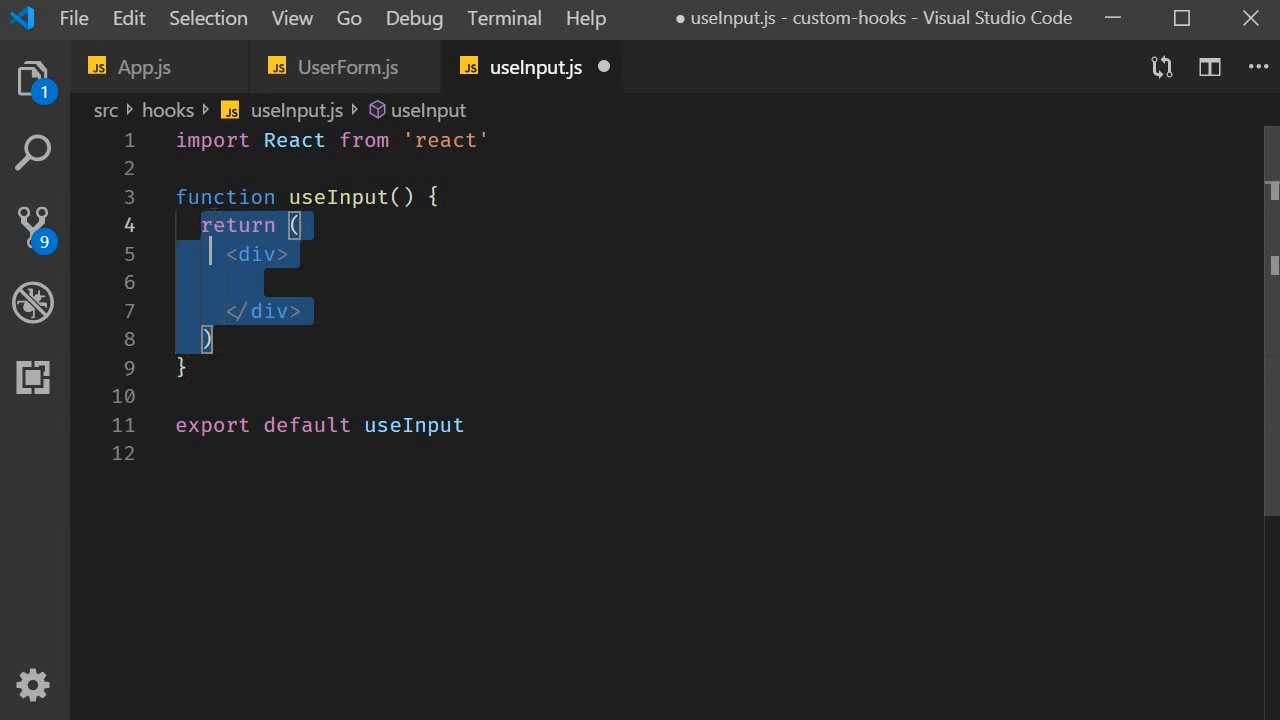 File Edit Selection View Go Debug Terminal Help ● useInput.js - custom-hooks - Visual Studio Code
JS App.js JS UserForm.js JS useInput.js ●
src hooks JS useInput.js useInput
1 import React from 'react'
2
3 function useInput() {
4 return (
5 <div>
6
7 </div>
8 )
9 }
10
11 export default useInput
12
1
9